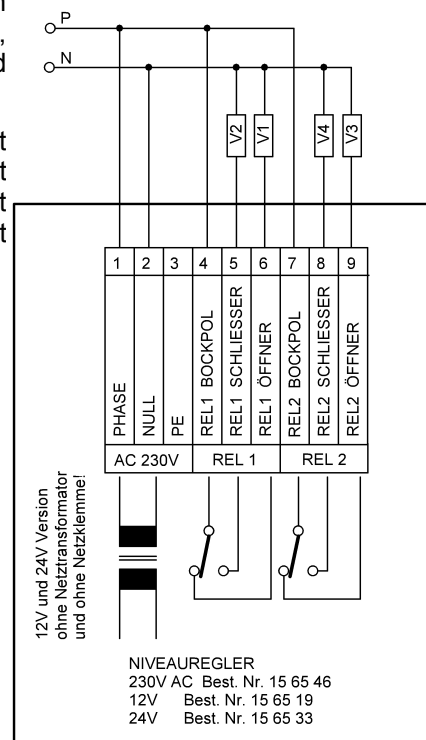 P
N
V2
V1
V4
V3
1
2
3
4
5
6
7
8
9
PHASE
NULL
PE
REL1 BOCKPOL
REL1 SCHLIESSER
REL1 ÖFFNER
REL2 BOCKPOL
REL2 SCHLIESSER
REL2 ÖFFNER
AC 230V
REL 1
REL 2
12V und 24V Version
ohne Netztransformator
und ohne Netzklemme!
NIVEAUREGLER
230V AC Best. Nr. 15 65 46
12V Best. Nr. 15 65 19
24V Best. Nr. 15 65 33